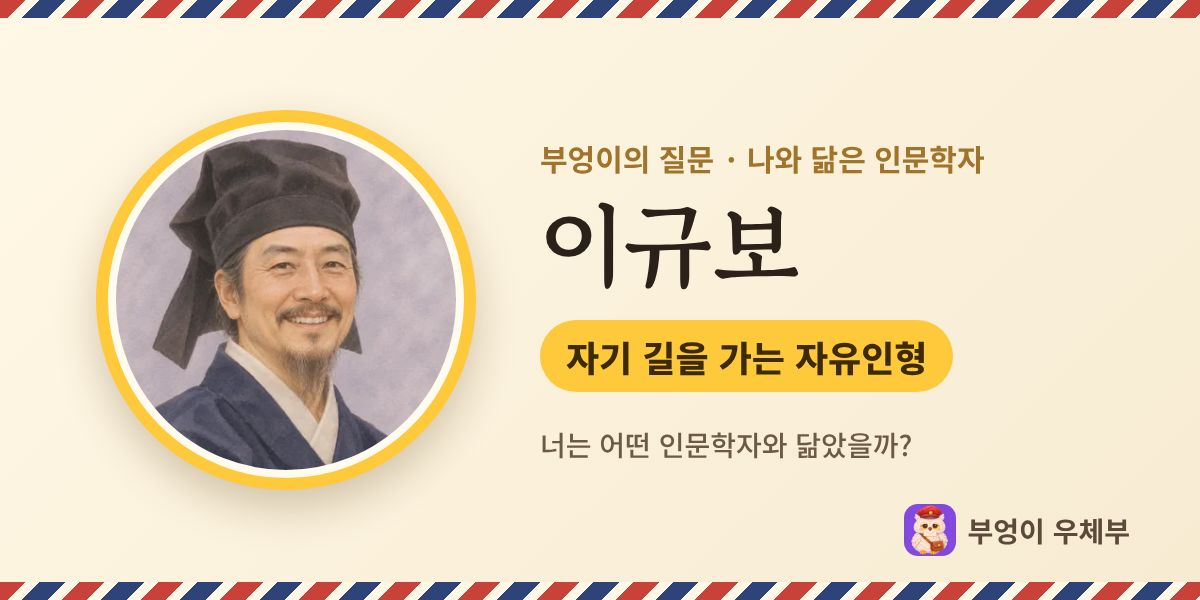 부엉이의 질문 · 나와 닮은 인문학자
이규보
자기 길을 가는 자유인형
너는 어떤 인문학자와 닮았을까?
부엉이 우체부